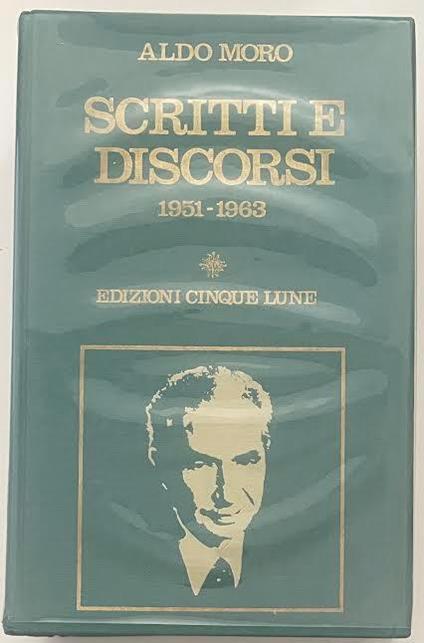 ALDO MORO
SCRITTI E
DISCORSI
1951-1963
EDIZIONI CINQUE LUNE